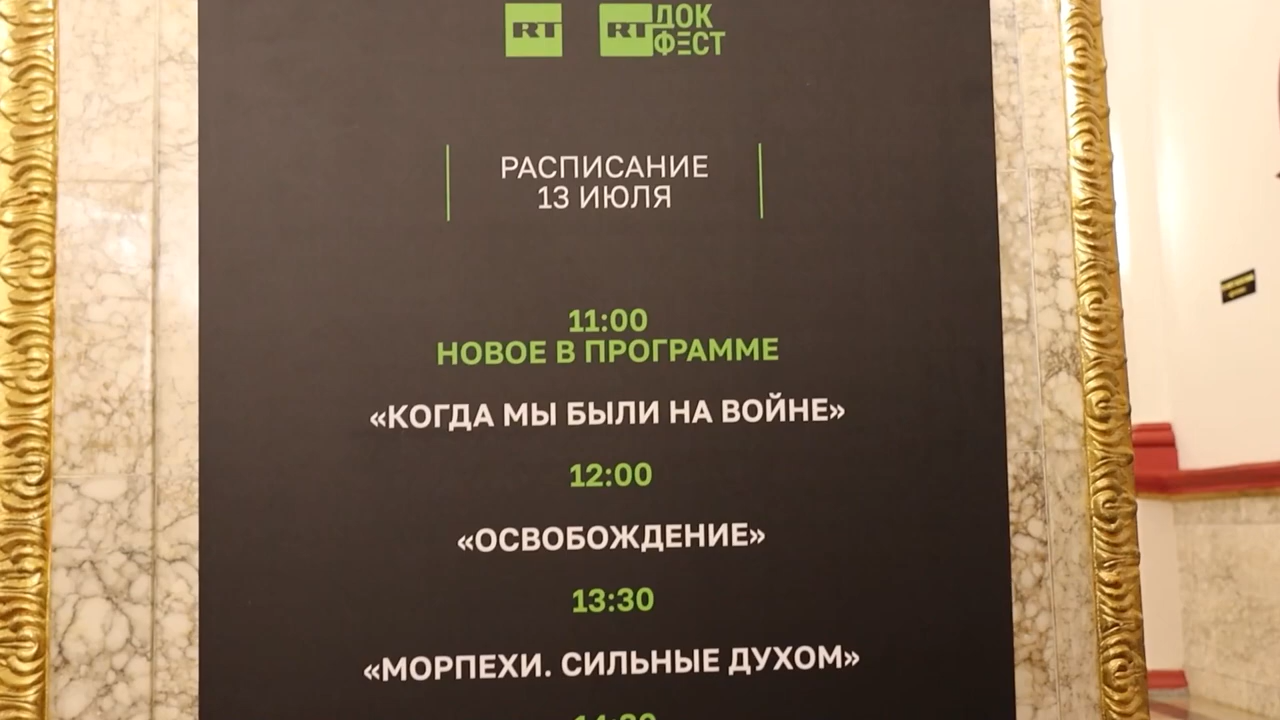 RT
RT ДОК
ФЕСТ
РАСПИСАНИЕ
13 ИЮЛЯ
11:00
НОВОЕ В ПРОГРАММЕ
«КОГДА МЫ БЫЛИ НА ВОЙНЕ»
12:00
«ОСВОБОЖДЕНИЕ»
13:30
«МОРПЕХИ. СИЛЬНЫЕ ДУХОМ»